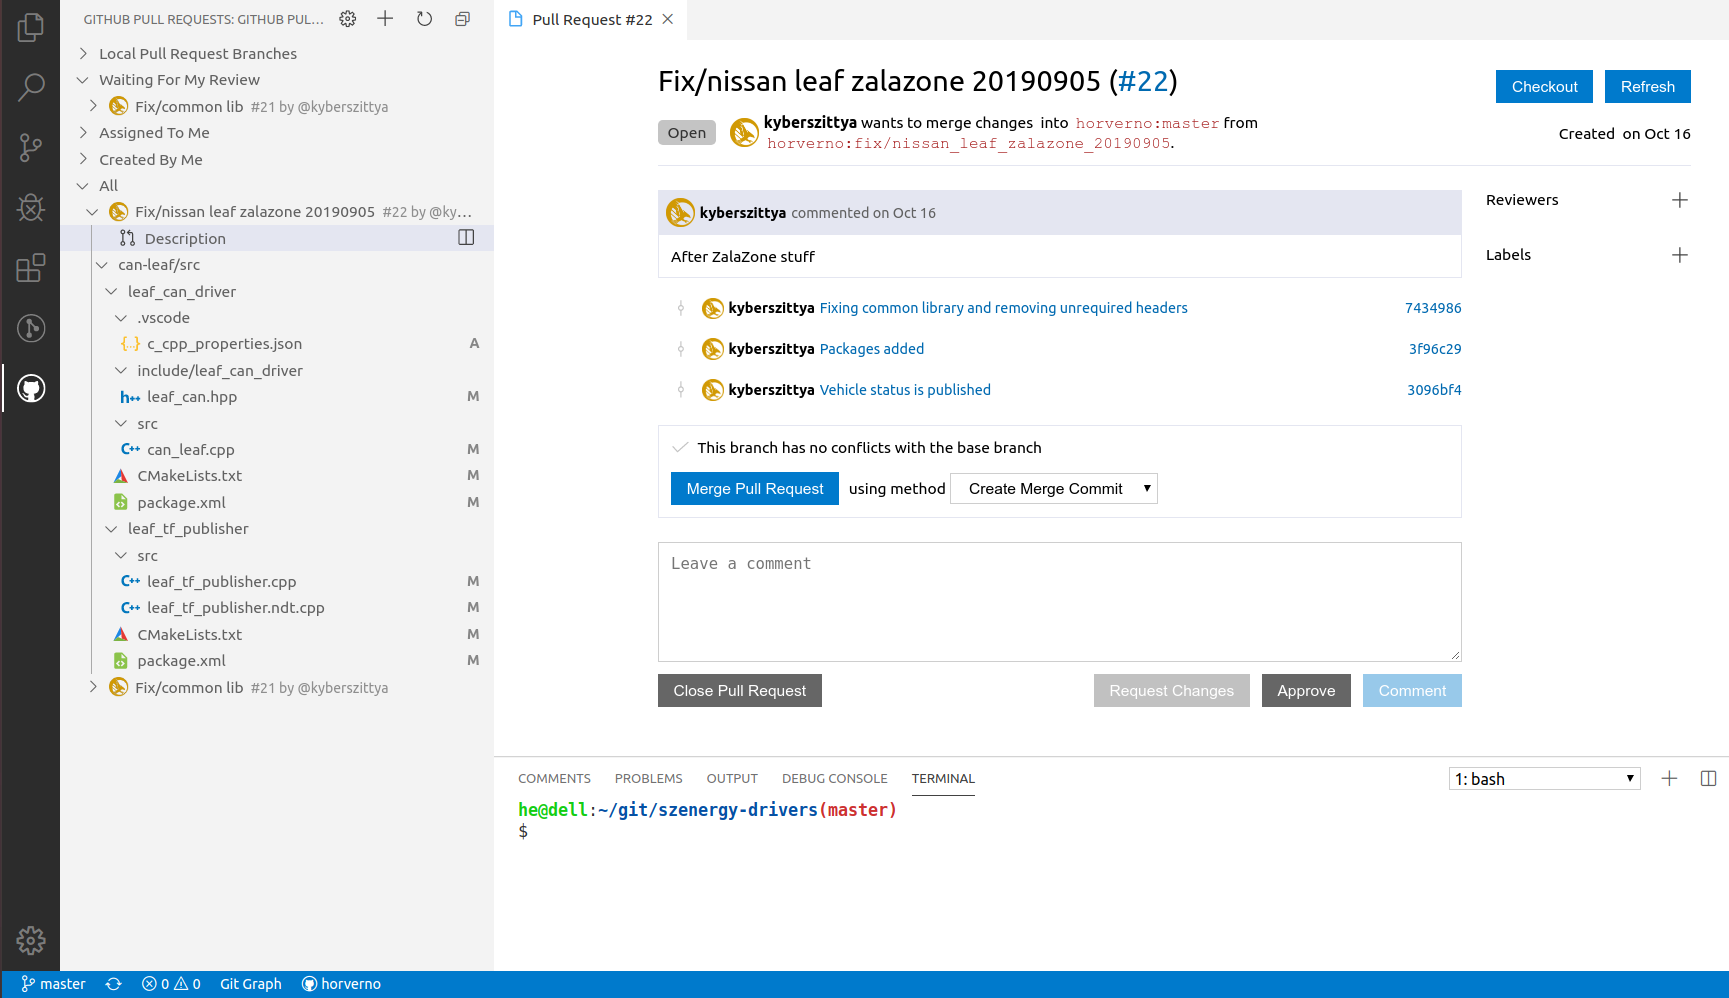 GITHUB PULL REQUESTS: GITHUB PUL...
Local Pull Request Branches
Waiting For My Review
Fix/common lib #21 by @kyberszittya
Assigned To Me
Created By Me
All
Fix/nissan leaf zalazone 20190905 #22 by @ky...
Description
can-leaf/src
leaf_can_driver
.vscode
c_cpp_properties.json A
include/leaf_can_driver
leaf_can.hpp M
src
can_leaf.cpp M
CMakeLists.txt M
package.xml M
leaf_tf_publisher
src
leaf_tf_publisher.cpp M
leaf_tf_publisher.ndt.cpp M
CMakeLists.txt M
package.xml M
Fix/common lib #21 by @kyberszittya
Pull Request #22
Fix/nissan leaf zalazone 20190905 (#22)
Checkout
Refresh
Open
kyberszittya wants to merge changes into horverno:master from
horverno:fix/nissan_leaf_zalazone_20190905.
Created on Oct 16
kyberszittya commented on Oct 16
After ZalaZone stuff
Reviewers
Labels
kyberszittya Fixing common library and removing unrequired headers 7434986
kyberszittya Packages added 3f96c29
kyberszittya Vehicle status is published 3096bf4
This branch has no conflicts with the base branch
Merge Pull Request using method Create Merge Commit
Leave a comment
Close Pull Request
Request Changes
Approve
Comment
COMMENTS PROBLEMS OUTPUT DEBUG CONSOLE TERMINAL
1: bash
he@dell:~/git/szenergy-drivers(master)
$
master 0 0 Git Graph horverno